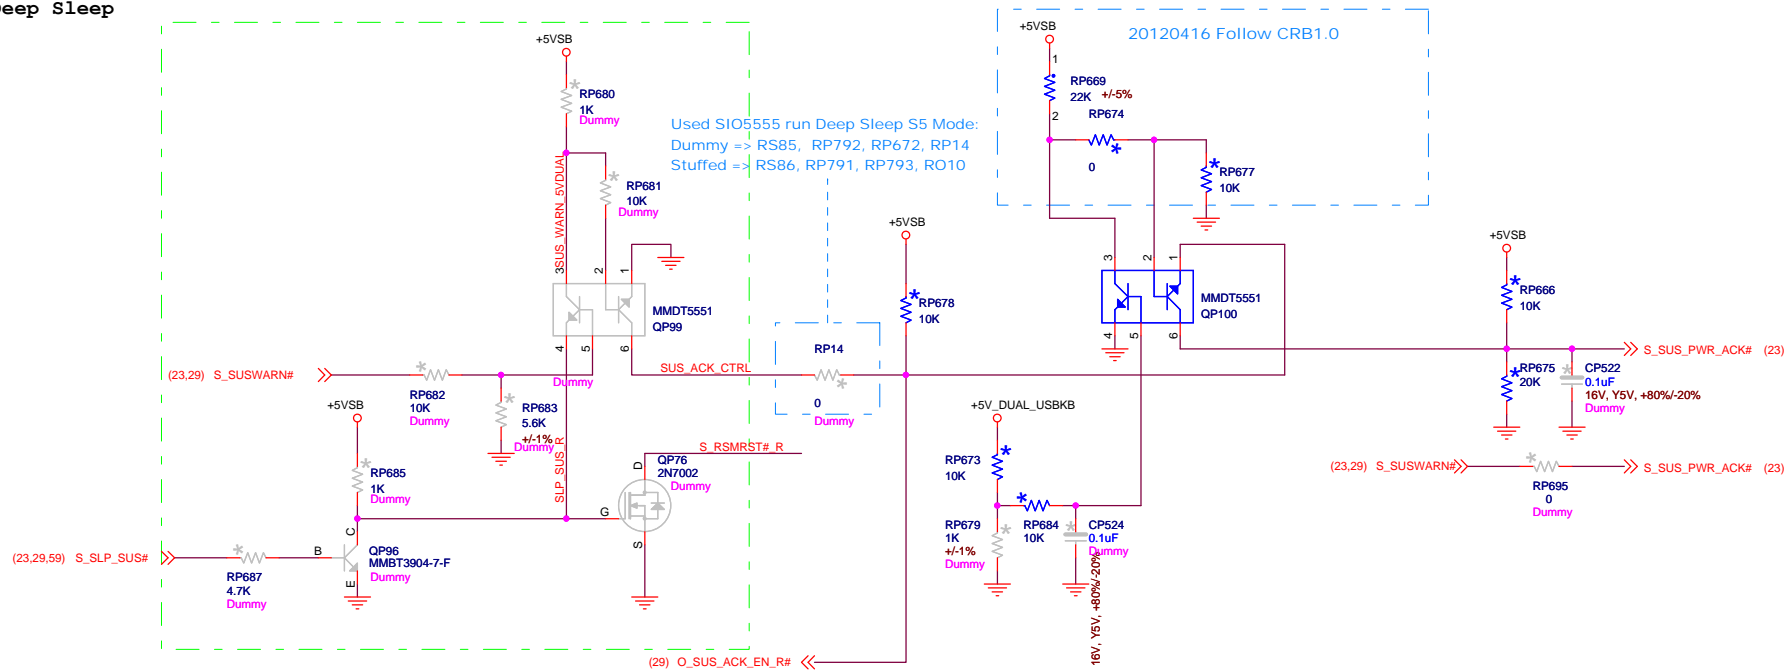 Deep Sleep
+5VSB
RP680
1K
Dummy
SUS_WARN_5VDUAL
RP681
10K
Dummy
3
2
1
MMDT5551
QP99
4
5
6
Dummy
(23,29) S_SUSWARN#
RP682
10K
Dummy
RP683
5.6K
+/-1%
Dummy
SUS_ACK_CTRL
+5VSB
RP685
1K
Dummy
SLP_SUS_R
S_RSMRST#_R
QP76
2N7002
Dummy
D
G
S
(23,29,59) S_SLP_SUS#
RP687
4.7K
Dummy
B
C
E
QP96
MMBT3904-7-F
Dummy
Used SIO5555 run Deep Sleep S5 Mode:
Dummy => RS85, RP792, RP672, RP14
Stuffed => RS86, RP791, RP793, RO10
RP14
0
Dummy
+5VSB
RP678
10K
(29) O_SUS_ACK_EN_R#
20120416 Follow CRB1.0
+5VSB
1
RP669
22K +/-5%
2
RP674
0
RP677
10K
3
2
1
MMDT5551
QP100
4
5
6
+5V_DUAL_USBKB
RP673
10K
RP679
1K
+/-1%
Dummy
RP684
10K
CP524
0.1uF
Dummy
16V, Y5V, +80%/-20%
+5VSB
RP666
10K
RP675
20K
CP522
0.1uF
16V, Y5V, +80%/-20%
Dummy
S_SUS_PWR_ACK# (23)
(23,29) S_SUSWARN#
RP695
0
Dummy
S_SUS_PWR_ACK# (23)